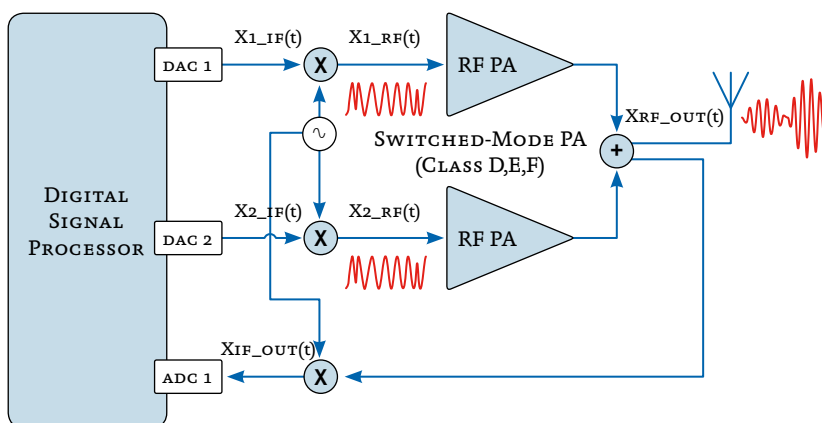 X1_IF(t)
X1_RF(t)
DAC 1
X
RF PA
XRF_OUT(t)
Switched-Mode PA
(Class D,E,F)
+
Digital
Signal
Processor
X2_IF(t)
X2_RF(t)
DAC 2
X
RF PA
XIF_OUT(t)
ADC 1
X